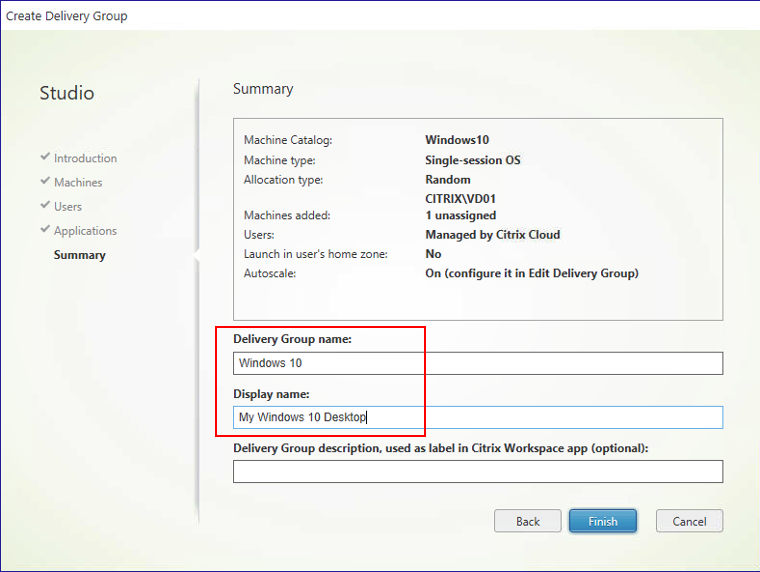 Create Delivery Group
Studio
Introduction
Machines
Users
Applications
Summary
Summary
Machine Catalog: Windows10
Machine type: Single-session OS
Allocation type: Random
CITRIX\VD01
Machines added: 1 unassigned
Users: Managed by Citrix Cloud
Launch in user's home zone: No
Autoscale: On (configure it in Edit Delivery Group)
Delivery Group name:
Windows 10
Display name:
My Windows 10 Desktop
Delivery Group description, used as label in Citrix Workspace app (optional):
Back Finish Cancel